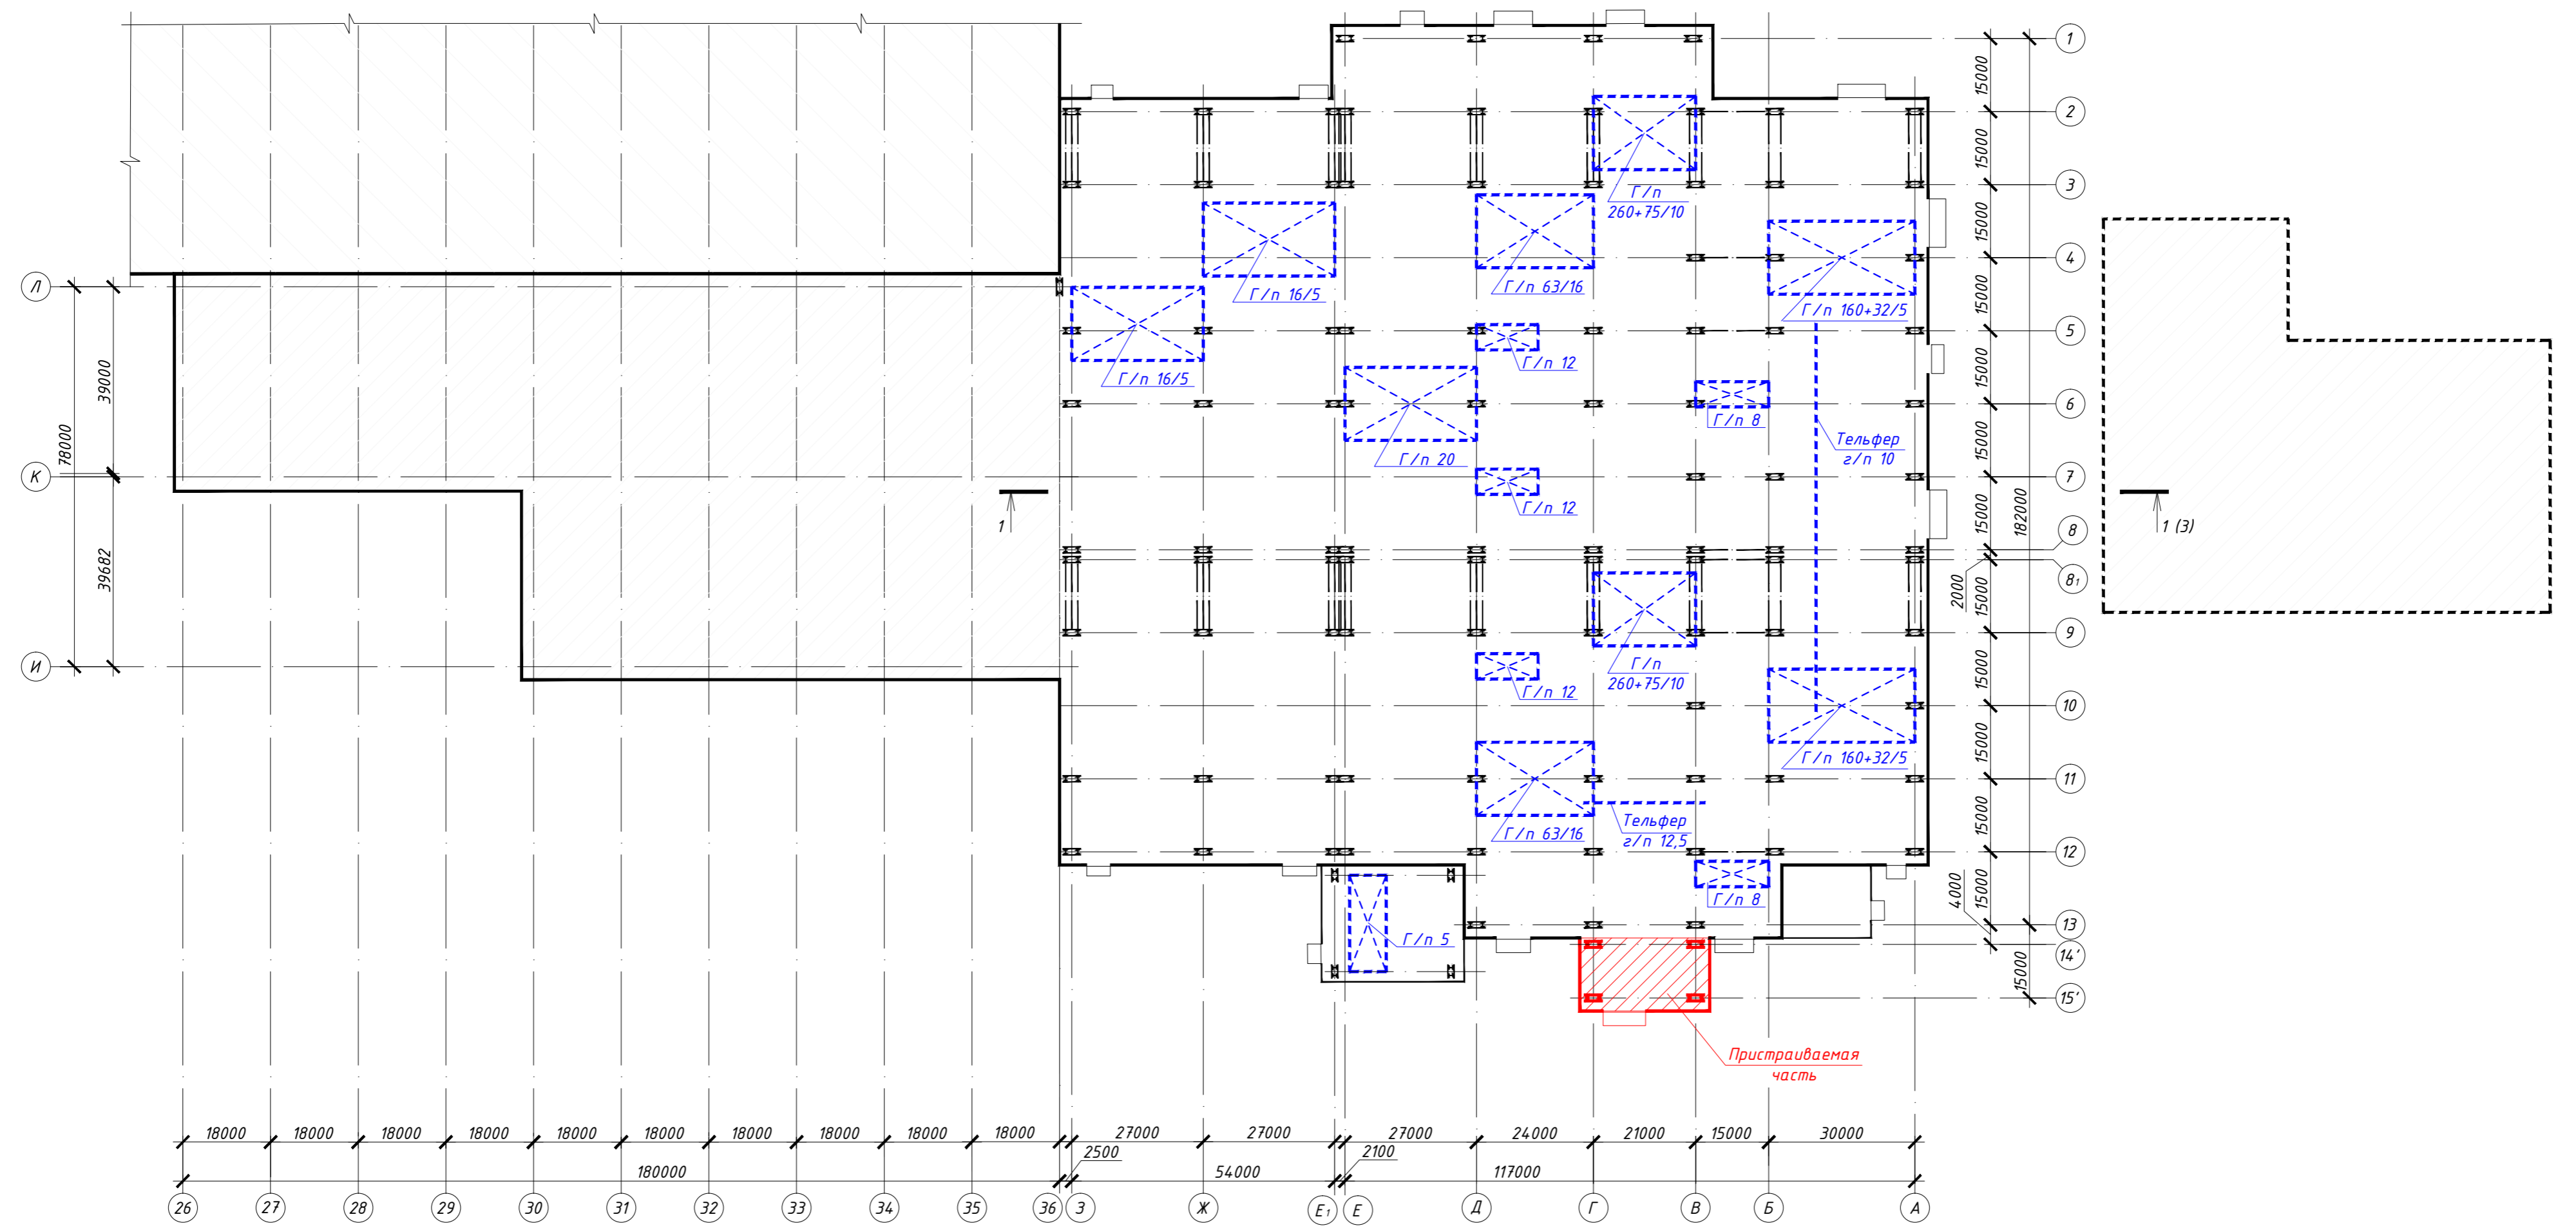 1
15000
2
15000
3
Г/п
260+75/10
15000
4
Г/п 16/5
Г/п 63/16
Г/п 160+32/5
Л
15000
5
39000
Г/п 16/5
Г/п 12
15000
6
78000
Г/п 8
Тельфер
г/п 10
Г/п 20
15000
К
7
182000
Г/п 12
1
1 (3)
15000
8
39682
2000
15000
8₁
9
И
Г/п 12
Г/п
260+75/10
15000
10
Г/п 160+32/5
15000
11
Г/п 63/16
Тельфер
г/п 12,5
15000
12
4000
15000
Г/п 8
13
Г/п 5
14'
15000
15'
Пристраиваемая
часть
18000 18000 18000 18000 18000 18000 18000 18000 18000 18000 27000 27000 27000 24000 21000 15000 30000
2500 2100
180000 54000 117000
26 27 28 29 30 31 32 33 34 35 36 З Ж Е₁ Е Д Г В Б А